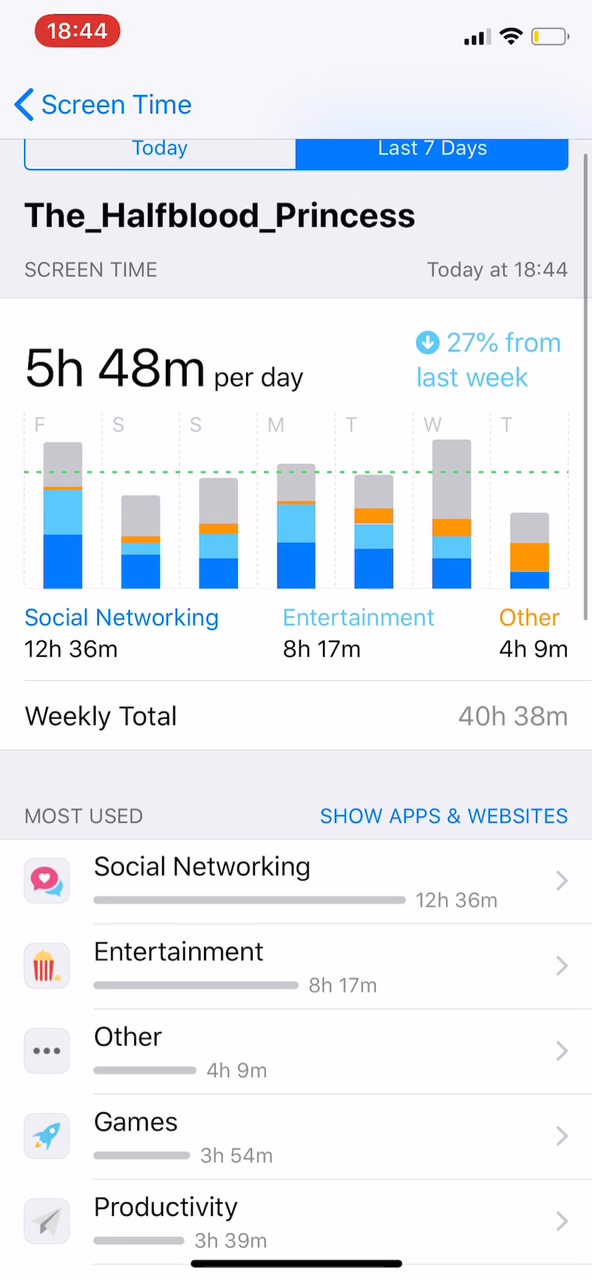 18:44
Screen Time
Today
Last 7 Days
The_Halfblood_Princess
SCREEN TIME
Today at 18:44
5h 48m per day
27% from
last week
F S S M T W T
Social Networking
12h 36m
Entertainment
8h 17m
Other
4h 9m
Weekly Total
40h 38m
MOST USED
SHOW APPS & WEBSITES
Social Networking
12h 36m
Entertainment
8h 17m
Other
4h 9m
Games
3h 54m
Productivity
3h 39m